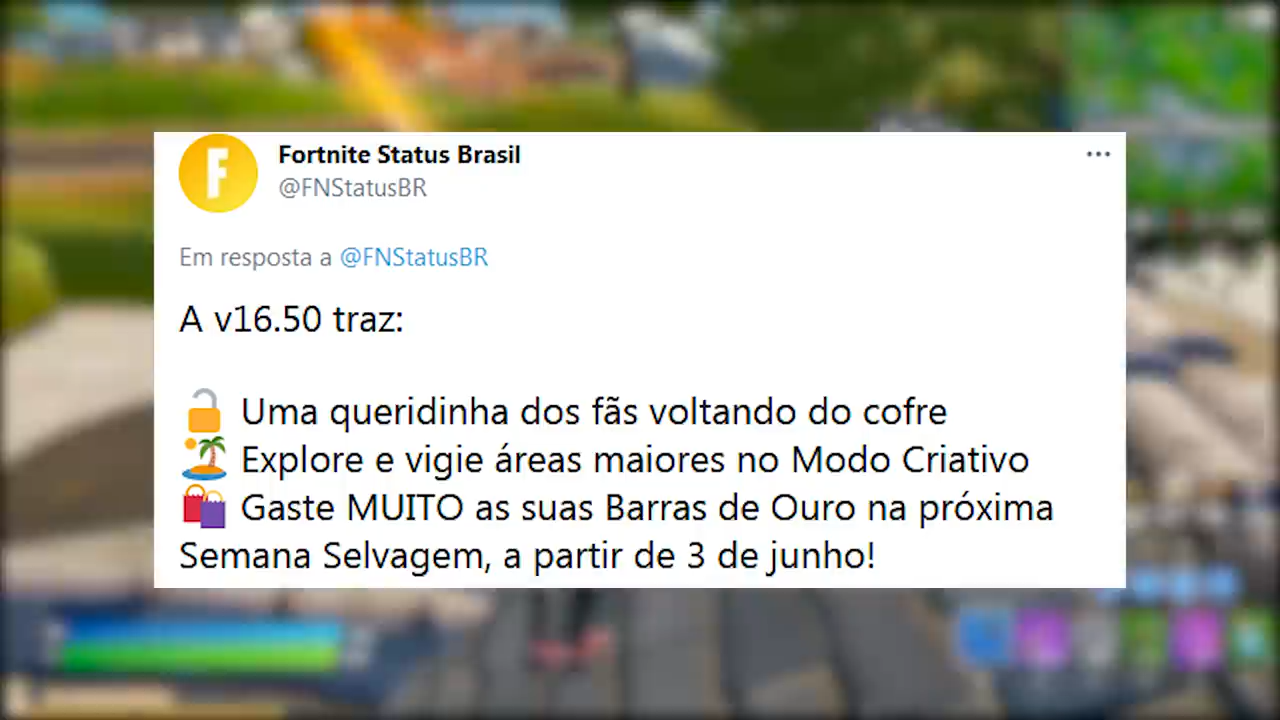 F
Fortnite Status Brasil
@FNStatusBR
Em resposta a @FNStatusBR
A v16.50 traz:
🔓 Uma queridinha dos fãs voltando do cofre
🏝️ Explore e vigie áreas maiores no Modo Criativo
🛍️ Gaste MUITO as suas Barras de Ouro na próxima
Semana Selvagem, a partir de 3 de junho!